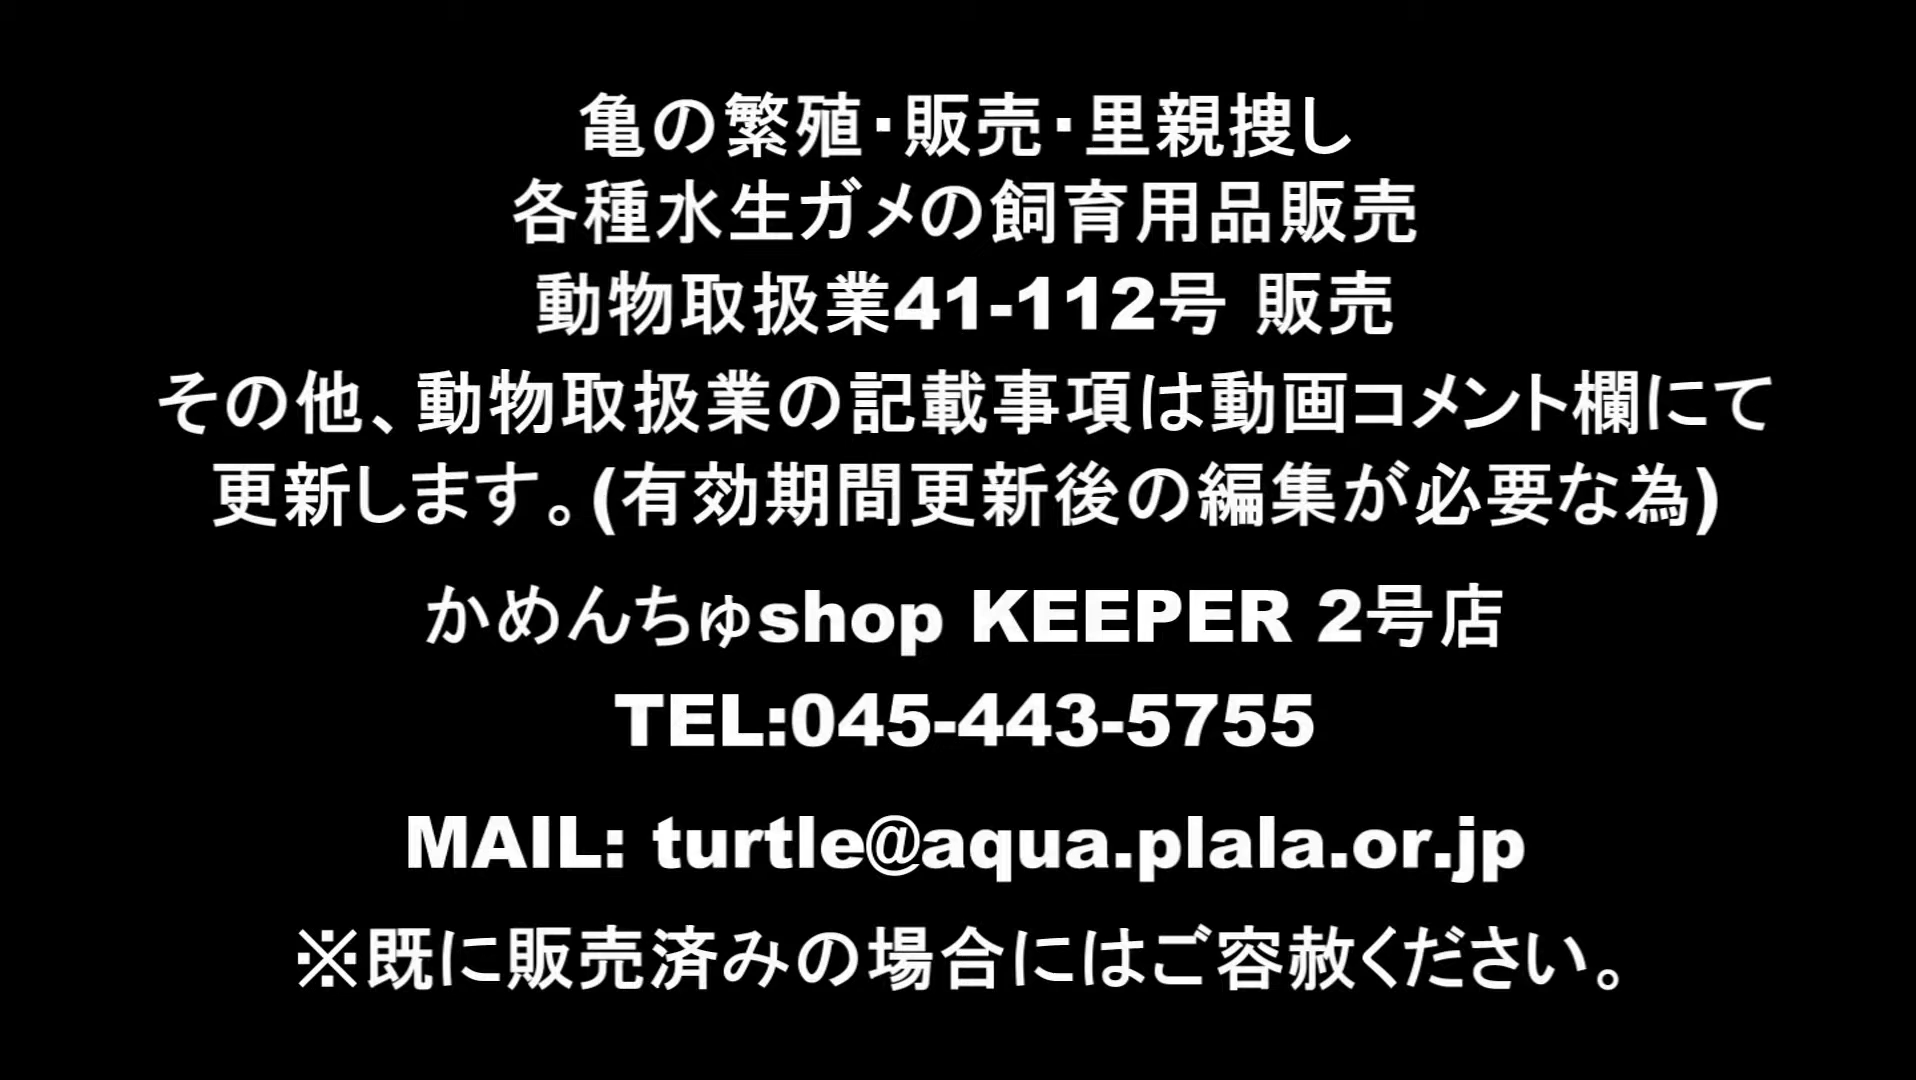 亀の繁殖・販売・里親捜し
各種水生ガメの飼育用品販売
動物取扱業41-112号 販売
その他、動物取扱業の記載事項は動画コメント欄にて
更新します。(有効期間更新後の編集が必要な為)
かめんちゅshop KEEPER 2号店
TEL:045-443-5755
MAIL: turtle@aqua.plala.or.jp
※既に販売済みの場合にはご容赦ください。